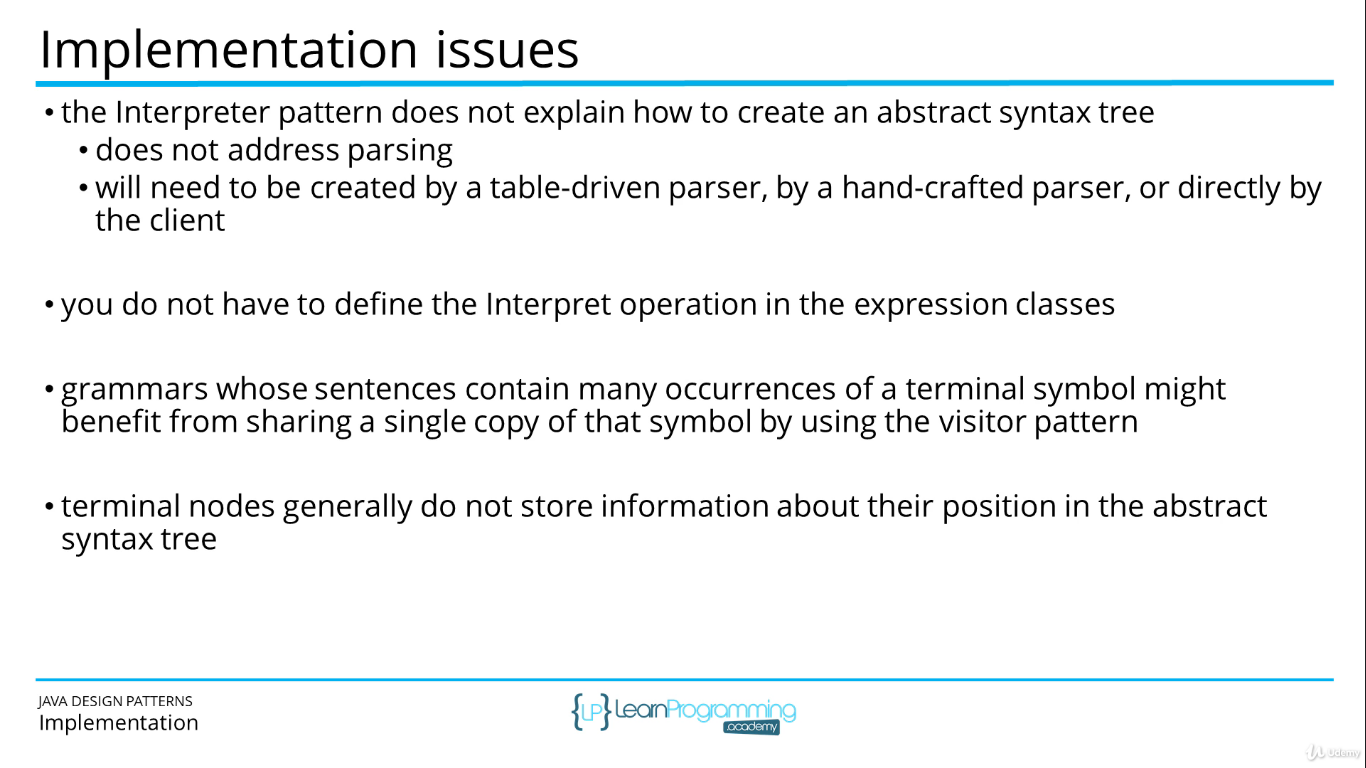 Implementation issues
• the Interpreter pattern does not explain how to create an abstract syntax tree
• does not address parsing
• will need to be created by a table-driven parser, by a hand-crafted parser, or directly by
the client
• you do not have to define the Interpret operation in the expression classes
• grammars whose sentences contain many occurrences of a terminal symbol might
benefit from sharing a single copy of that symbol by using the visitor pattern
• terminal nodes generally do not store information about their position in the abstract
syntax tree
JAVA DESIGN PATTERNS
Implementation
{LP} LearnProgramming
.academy
Udemy